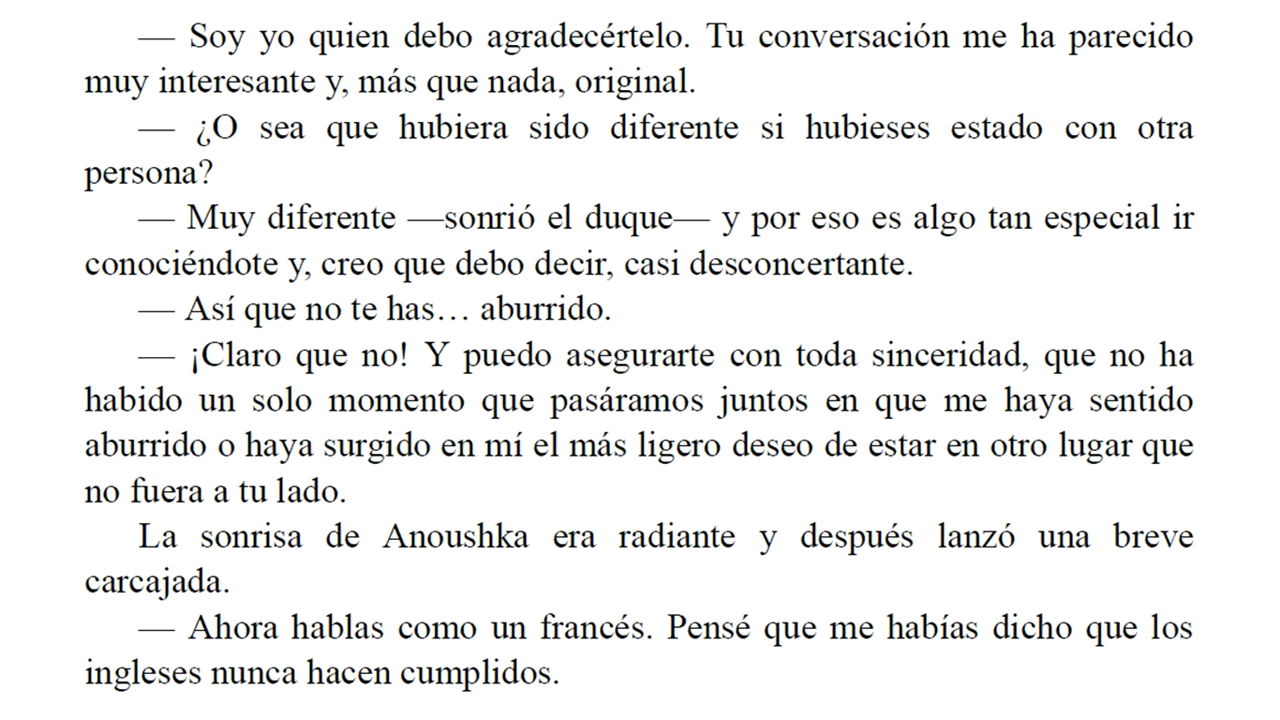 — Soy yo quien debo agradecértelo. Tu conversación me ha parecido
muy interesante y, más que nada, original.
— ¿O sea que hubiera sido diferente si hubieses estado con otra
persona?
— Muy diferente —sonrió el duque— y por eso es algo tan especial ir
conociéndote y, creo que debo decir, casi desconcertante.
— Así que no te has… aburrido.
— ¡Claro que no! Y puedo asegurarte con toda sinceridad, que no ha
habido un solo momento que pasáramos juntos en que me haya sentido
aburrido o haya surgido en mí el más ligero deseo de estar en otro lugar que
no fuera a tu lado.
La sonrisa de Anoushka era radiante y después lanzó una breve
carcajada.
— Ahora hablas como un francés. Pensé que me habías dicho que los
ingleses nunca hacen cumplidos.